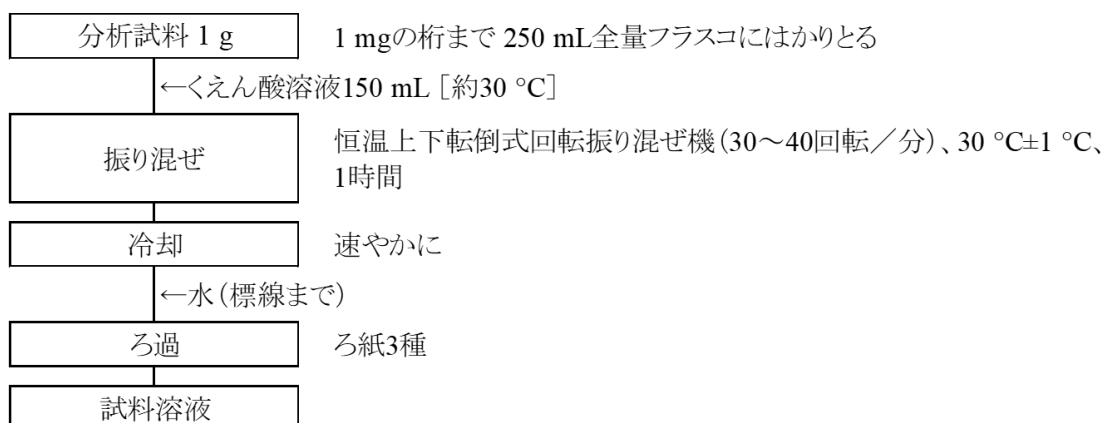 分析試料 1 g
1 mgの桁まで 250 mL全量フラスコにはかりとる
←くえん酸溶液150 mL [約30 °C]
振り混ぜ
恒温上下転倒式回転振り混ぜ機(30~40回転/分)、30 °C±1 °C、
1時間
冷却
速やかに
←水(標線まで)
ろ過
ろ紙3種
試料溶液